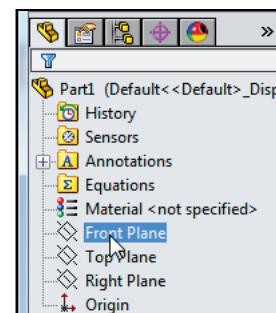 »
Part1 (Default<<Default>_Disp
History
Sensors
A Annotations
Σ Equations
Material <not specified>
Front Plane
Top Plane
Right Plane
Origin